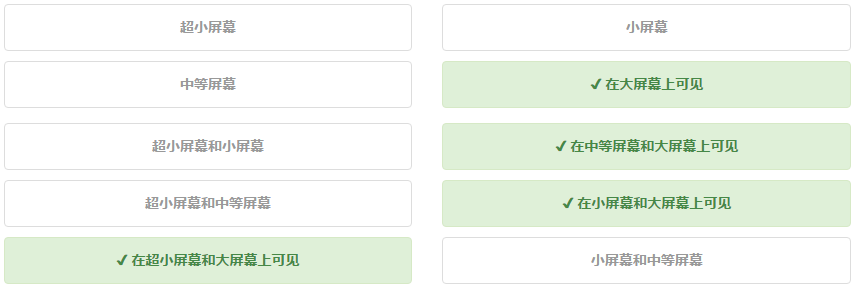 超小屏幕
小屏幕
中等屏幕
✔ 在大屏幕上可见
超小屏幕和小屏幕
✔ 在中等屏幕和大屏幕上可见
超小屏幕和中等屏幕
✔ 在小屏幕和大屏幕上可见
✔ 在超小屏幕和大屏幕上可见
小屏幕和中等屏幕